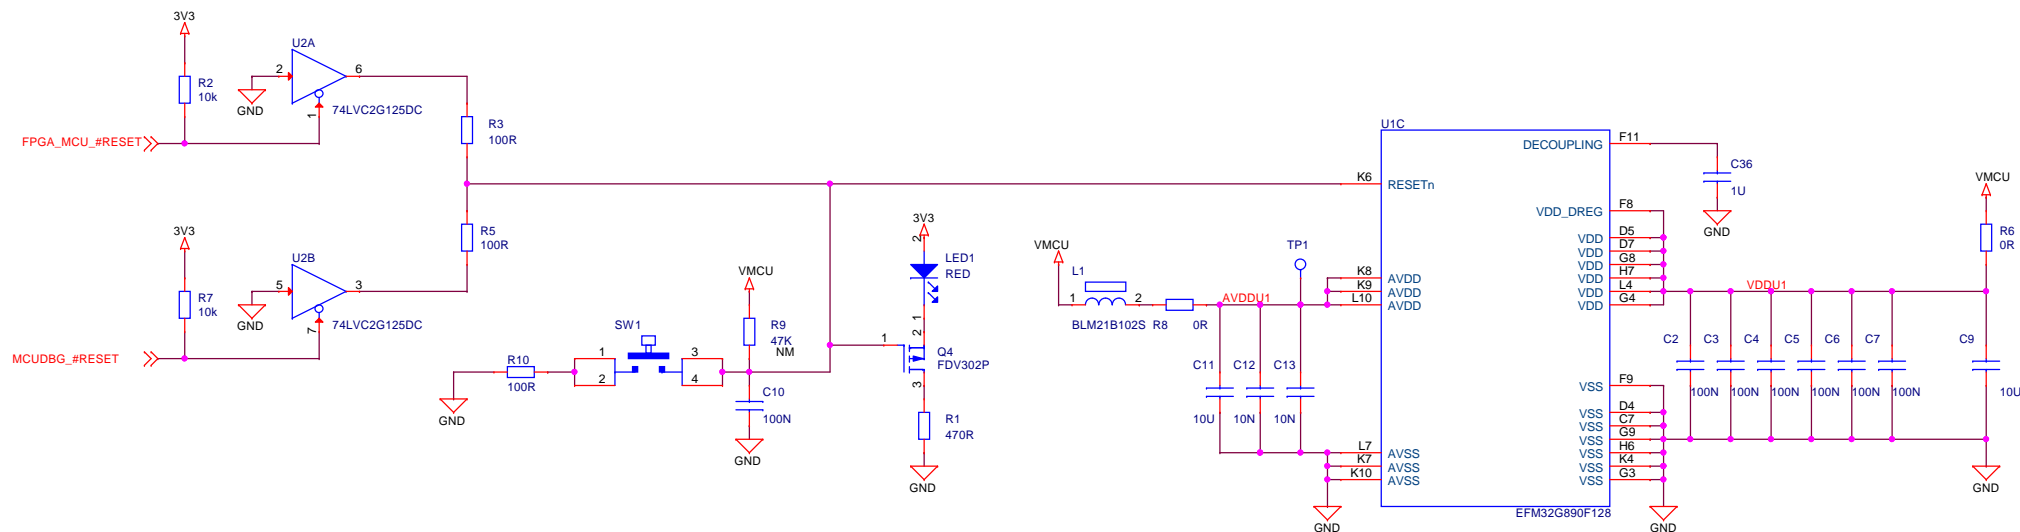 3V3
U2A
2
6
R2
10k
GND
1
74LVC2G125DC
FPGA_MCU_#RESET
R3
100R
3V3
R5
100R
U2B
5
3
R7
10k
GND
7
74LVC2G125DC
MCUDBG_#RESET
R10
100R
GND
SW1
1
2
3
4
VMCU
R9
47K
NM
C10
100N
GND
3V3
2
LED1
RED
1
2
1
Q4
FDV302P
3
R1
470R
GND
VMCU
L1
1
2
BLM21B102S
R8
0R
AVDDU1
TP1
C11
C12
C13
10U
10N
10N
GND
U1C
K6
RESETn
K8
AVDD
K9
AVDD
L10
AVDD
L7
AVSS
K7
AVSS
K10
AVSS
DECOUPLING
F11
VDD_DREG
F8
VDD
D5
VDD
D7
VDD
G8
VDD
H7
VDD
L4
VDD
G4
VSS
F9
VSS
D4
VSS
C7
VSS
G9
VSS
H6
VSS
K4
VSS
G3
EFM32G890F128
GND
C36
1U
GND
VMCU
R6
0R
VDDU1
C2
C3
C4
C5
C6
C7
C9
100N
100N
100N
100N
100N
100N
10U
GND